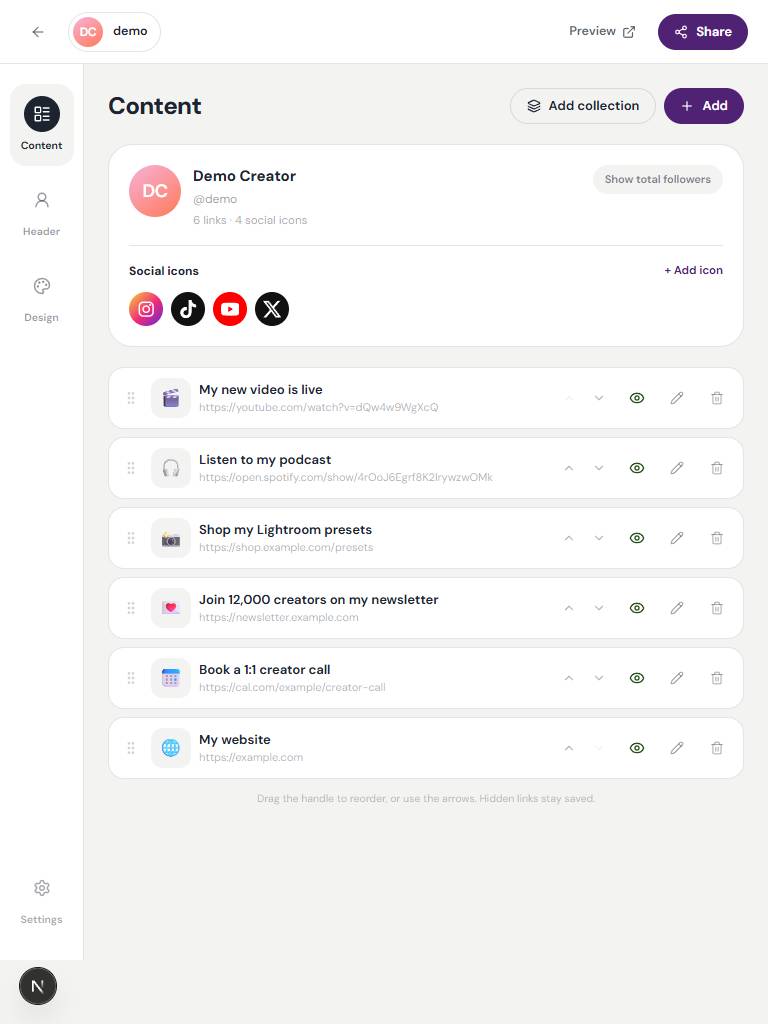 DC
demo
Preview
Share
Content
Header
Design
Settings
N
Content
Add collection
Add
DC
Demo Creator
@demo
6 links · 4 social icons
Show total followers
Social icons
+ Add icon
My new video is live
https://youtube.com/watch?v=dQw4w9WgXcQ
Listen to my podcast
https://open.spotify.com/show/4rOoJ6Egrf8K2IrywzwOMk
Shop my Lightroom presets
https://shop.example.com/presets
Join 12,000 creators on my newsletter
https://newsletter.example.com
Book a 1:1 creator call
https://cal.com/example/creator-call
My website
https://example.com
Drag the handle to reorder, or use the arrows. Hidden links stay saved.